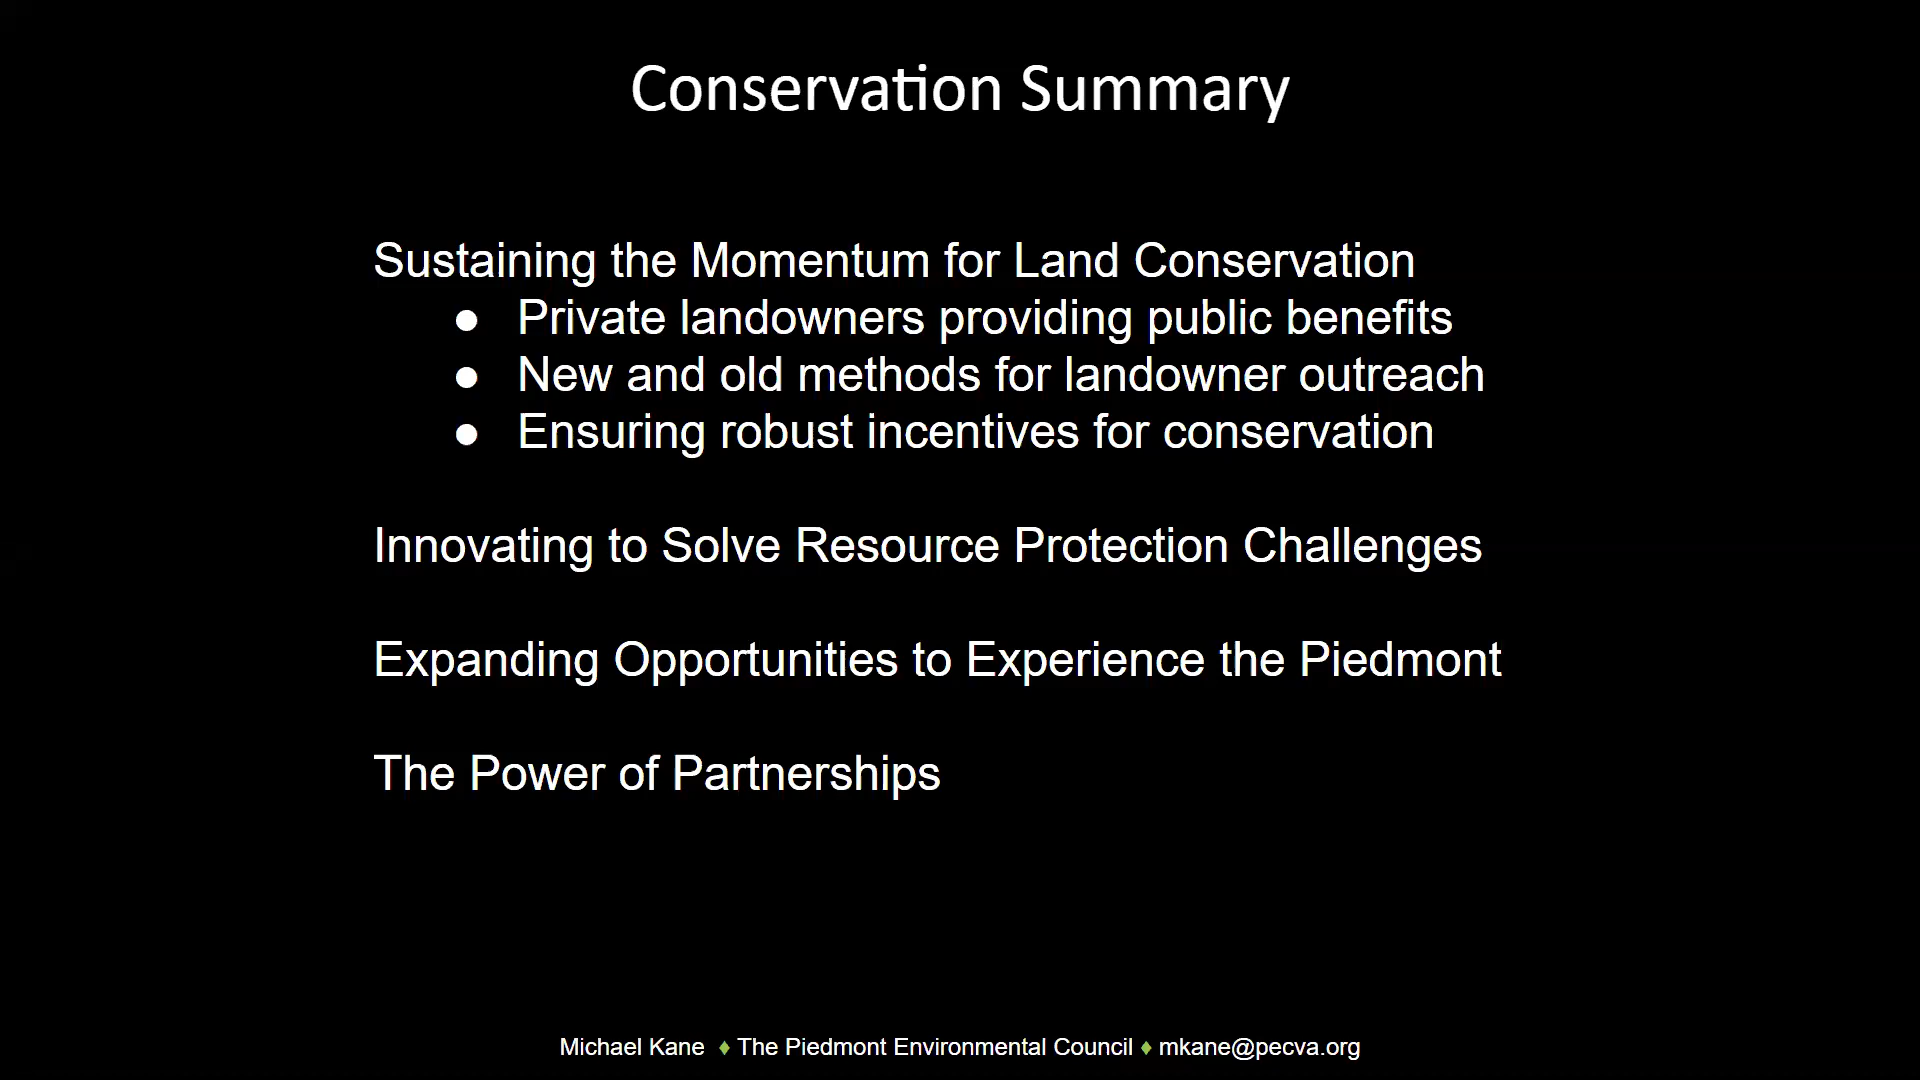 Conservation Summary
Sustaining the Momentum for Land Conservation
● Private landowners providing public benefits
● New and old methods for landowner outreach
● Ensuring robust incentives for conservation
Innovating to Solve Resource Protection Challenges
Expanding Opportunities to Experience the Piedmont
The Power of Partnerships
Michael Kane ♦ The Piedmont Environmental Council ♦ mkane@pecva.org